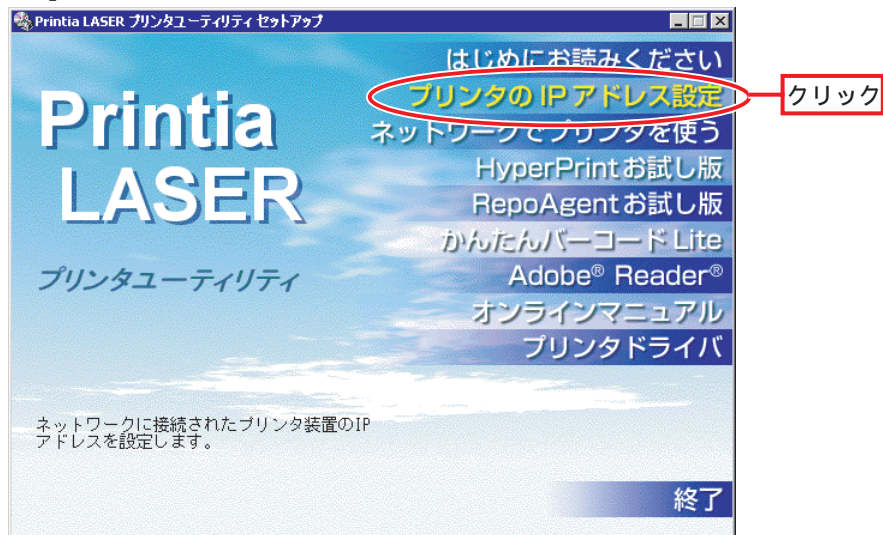 Printia LASER プリンタユーティリティ セットアップ
はじめにお読みください
プリンタの IP アドレス設定
クリック
ネットワークでプリンタを使う
HyperPrintお試し版
RepoAgentお試し版
かんたんバーコード Lite
Adobe® Reader®
オンラインマニュアル
プリンタドライバ
Printia
LASER
プリンタユーティリティ
ネットワークに接続されたプリンタ装置のIP
アドレスを設定します。
終了